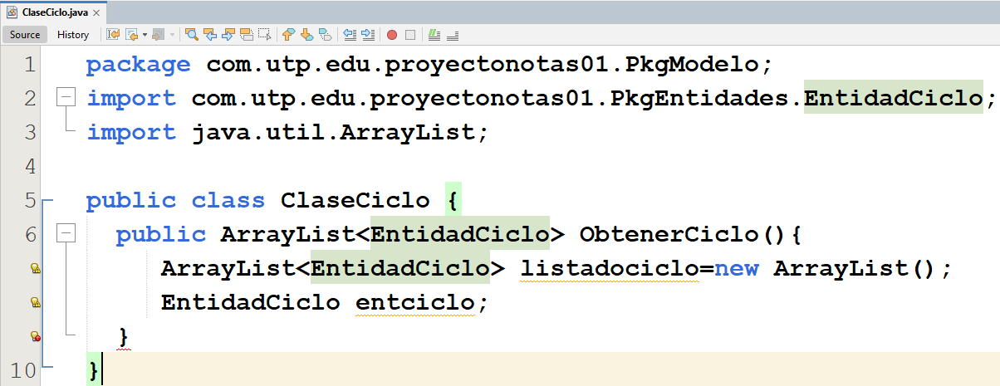 ClaseCiclo.java
Source History
1 package com.utp.edu.proyectonotas01.PkgModelo;
2 import com.utp.edu.proyectonotas01.PkgEntidades.EntidadCiclo;
3 import java.util.ArrayList;
4
5 public class ClaseCiclo {
6 public ArrayList<EntidadCiclo> ObtenerCiclo(){
ArrayList<EntidadCiclo> listadociclo=new ArrayList();
EntidadCiclo entciclo;
}
10 }